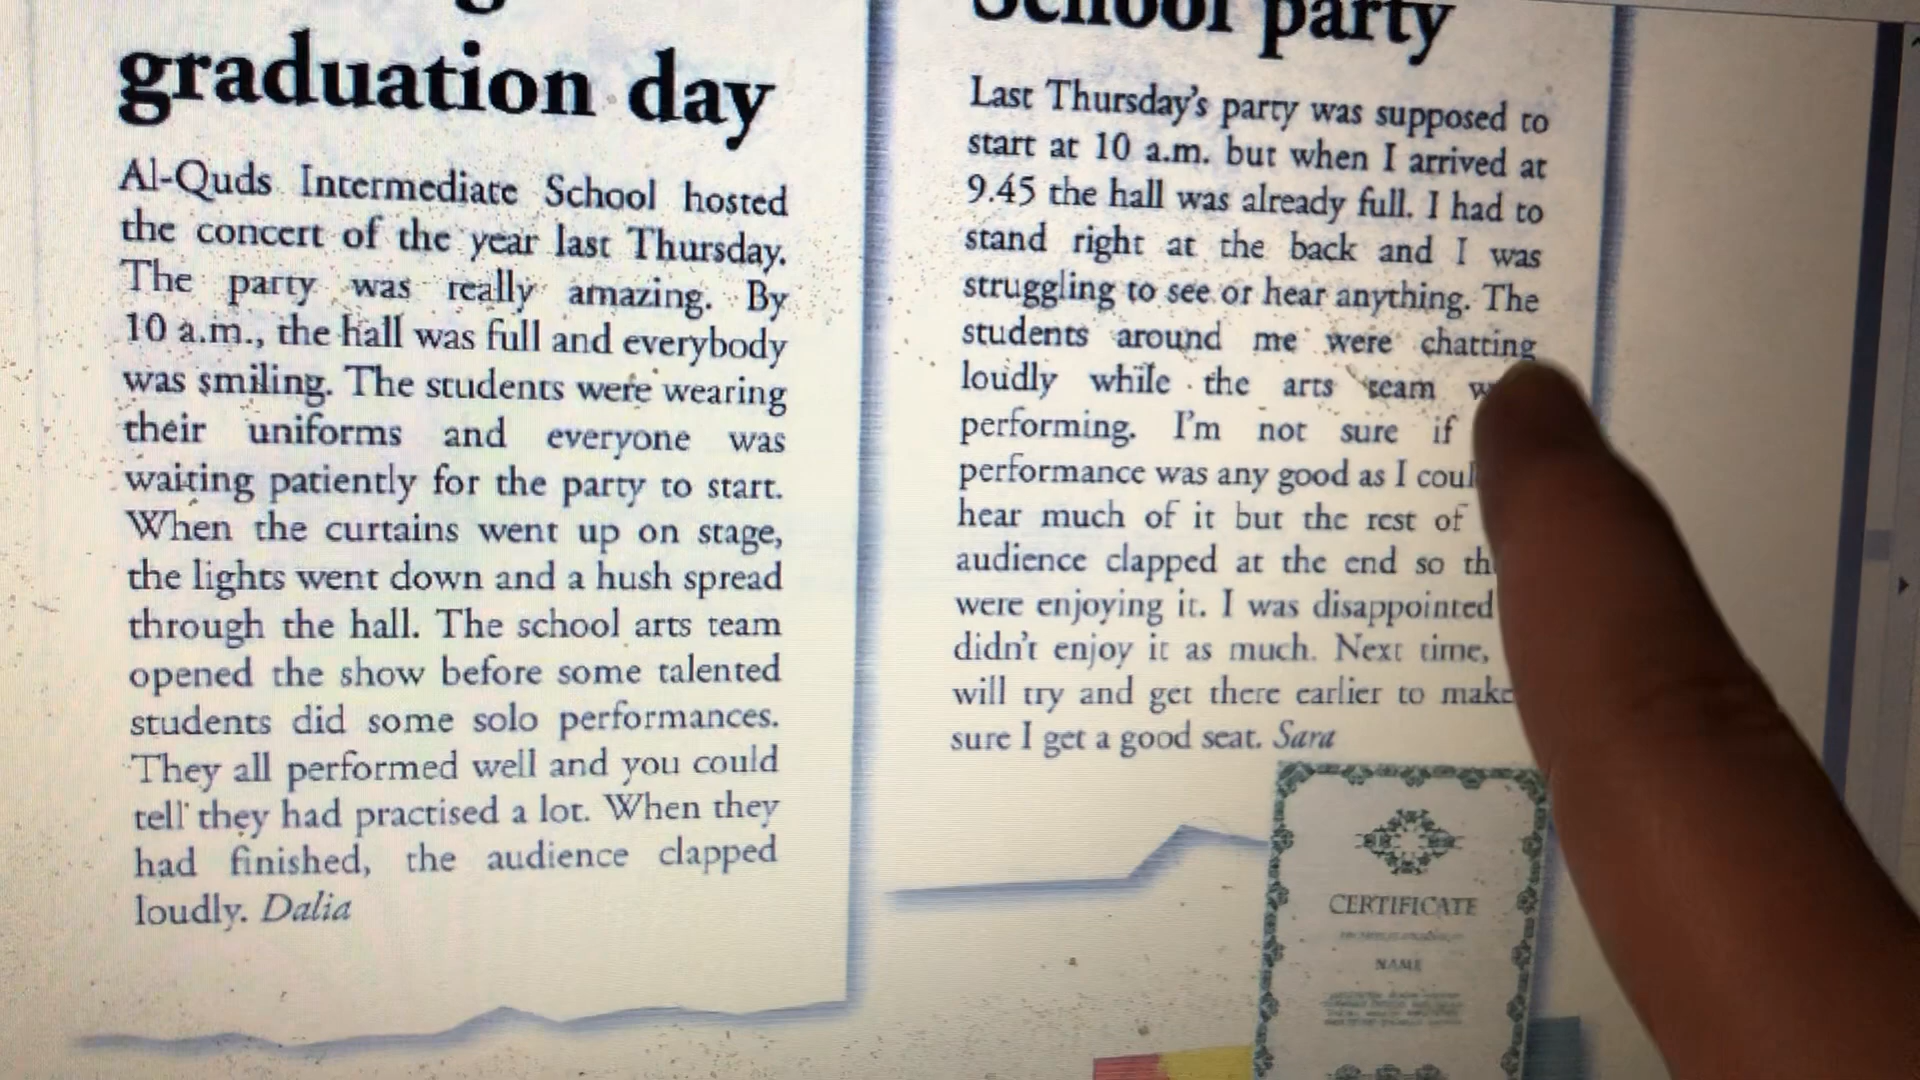 graduation day
Al-Quds Intermediate School hosted
the concert of the year last Thursday.
The party was really amazing. By
10 a.m., the hall was full and everybody
was smiling. The students were wearing
their uniforms and everyone was
waiting patiently for the party to start.
When the curtains went up on stage,
the lights went down and a hush spread
through the hall. The school arts team
opened the show before some talented
students did some solo performances.
They all performed well and you could
tell they had practised a lot. When they
had finished, the audience clapped
loudly. Dalia
School party
Last Thursday's party was supposed to
start at 10 a.m. but when I arrived at
9.45 the hall was already full. I had to
stand right at the back and I was
struggling to see or hear anything. The
students around me were chatting
loudly while the arts team
performing. I'm not sure if
performance was any good as I
hear much of it but the rest of
audience clapped at the end so
were enjoying it. I was disappointed
didn't enjoy it as much. Next time,
will try and get there earlier to make
sure I get a good seat. Sara
CERTIFICATE
NAME